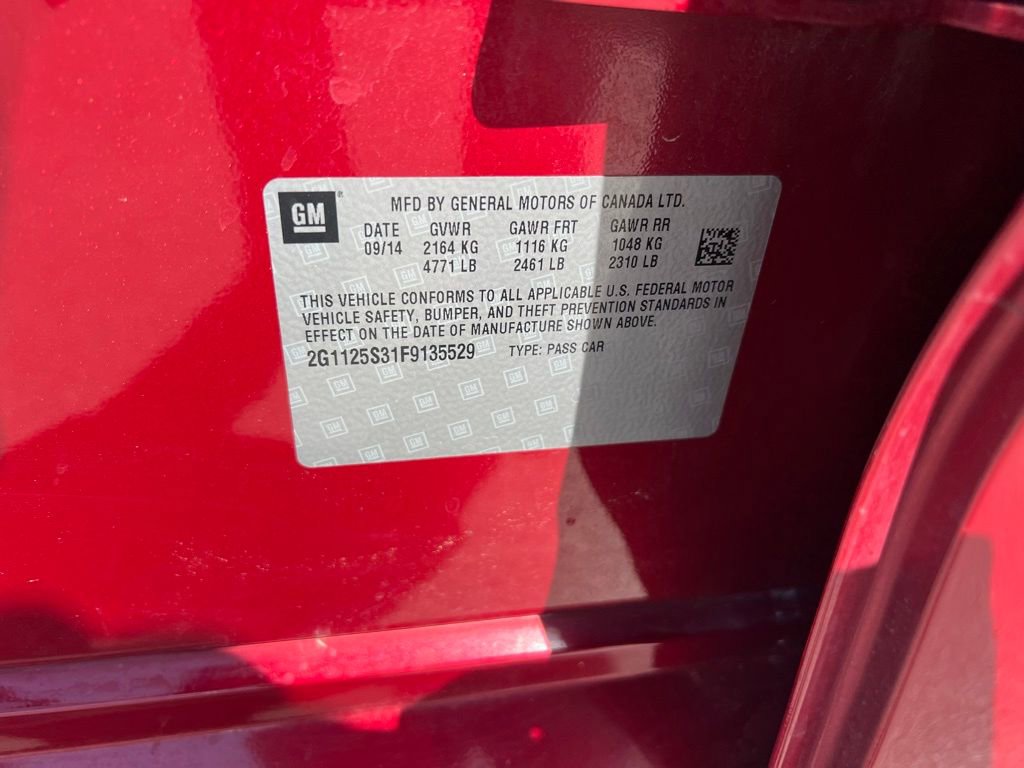 GM ® MFD BY GENERAL MOTORS OF CANADA LTD.
DATE GVWR GAWR FRT GAWR RR
09/14 2164 KG 1116 KG 1048 KG
4771 LB 2461 LB 2310 LB
THIS VEHICLE CONFORMS TO ALL APPLICABLE U.S. FEDERAL MOTOR
VEHICLE SAFETY, BUMPER, AND THEFT PREVENTION STANDARDS IN
EFFECT ON THE DATE OF MANUFACTURE SHOWN ABOVE.
2G1125S31F9135529 TYPE: PASS CAR